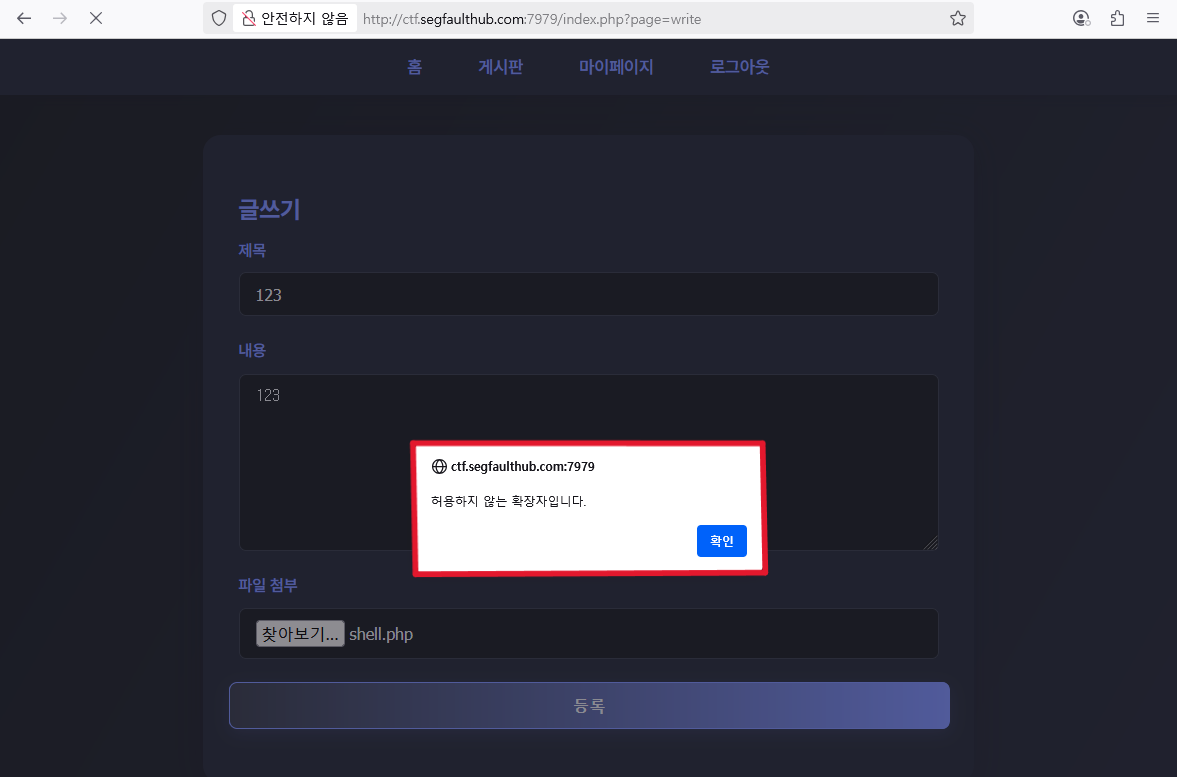 안전하지 않음 http://ctf.segfaulthub.com:7979/index.php?page=write
홈 게시판 마이페이지 로그아웃
글쓰기
제목
123
내용
123
ctf.segfaulthub.com:7979
허용하지 않는 확장자입니다.
확인
파일 첨부
찾아보기... shell.php
등록